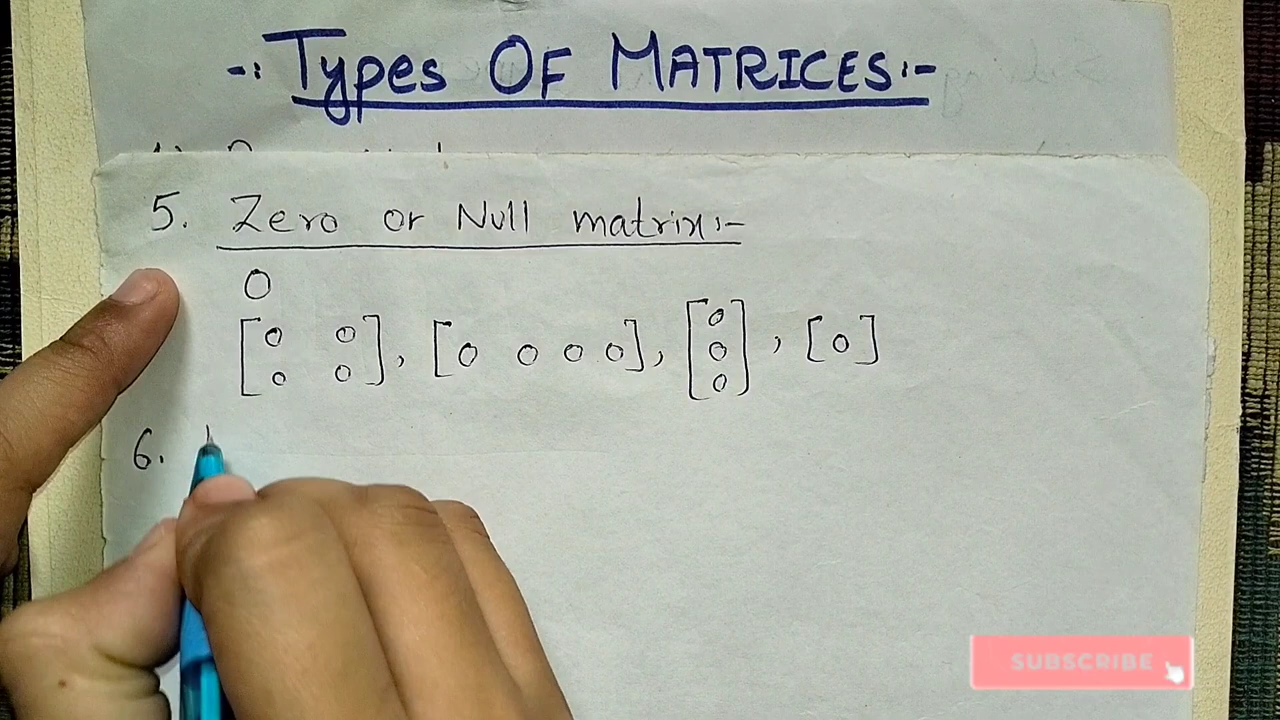 -: Types OF MATRICES:-
5. Zero or Null matrix:-
0
[0 0 0 0], [0 0 0 0], [0 0 0], [0]
6.
SUBSCRIBE